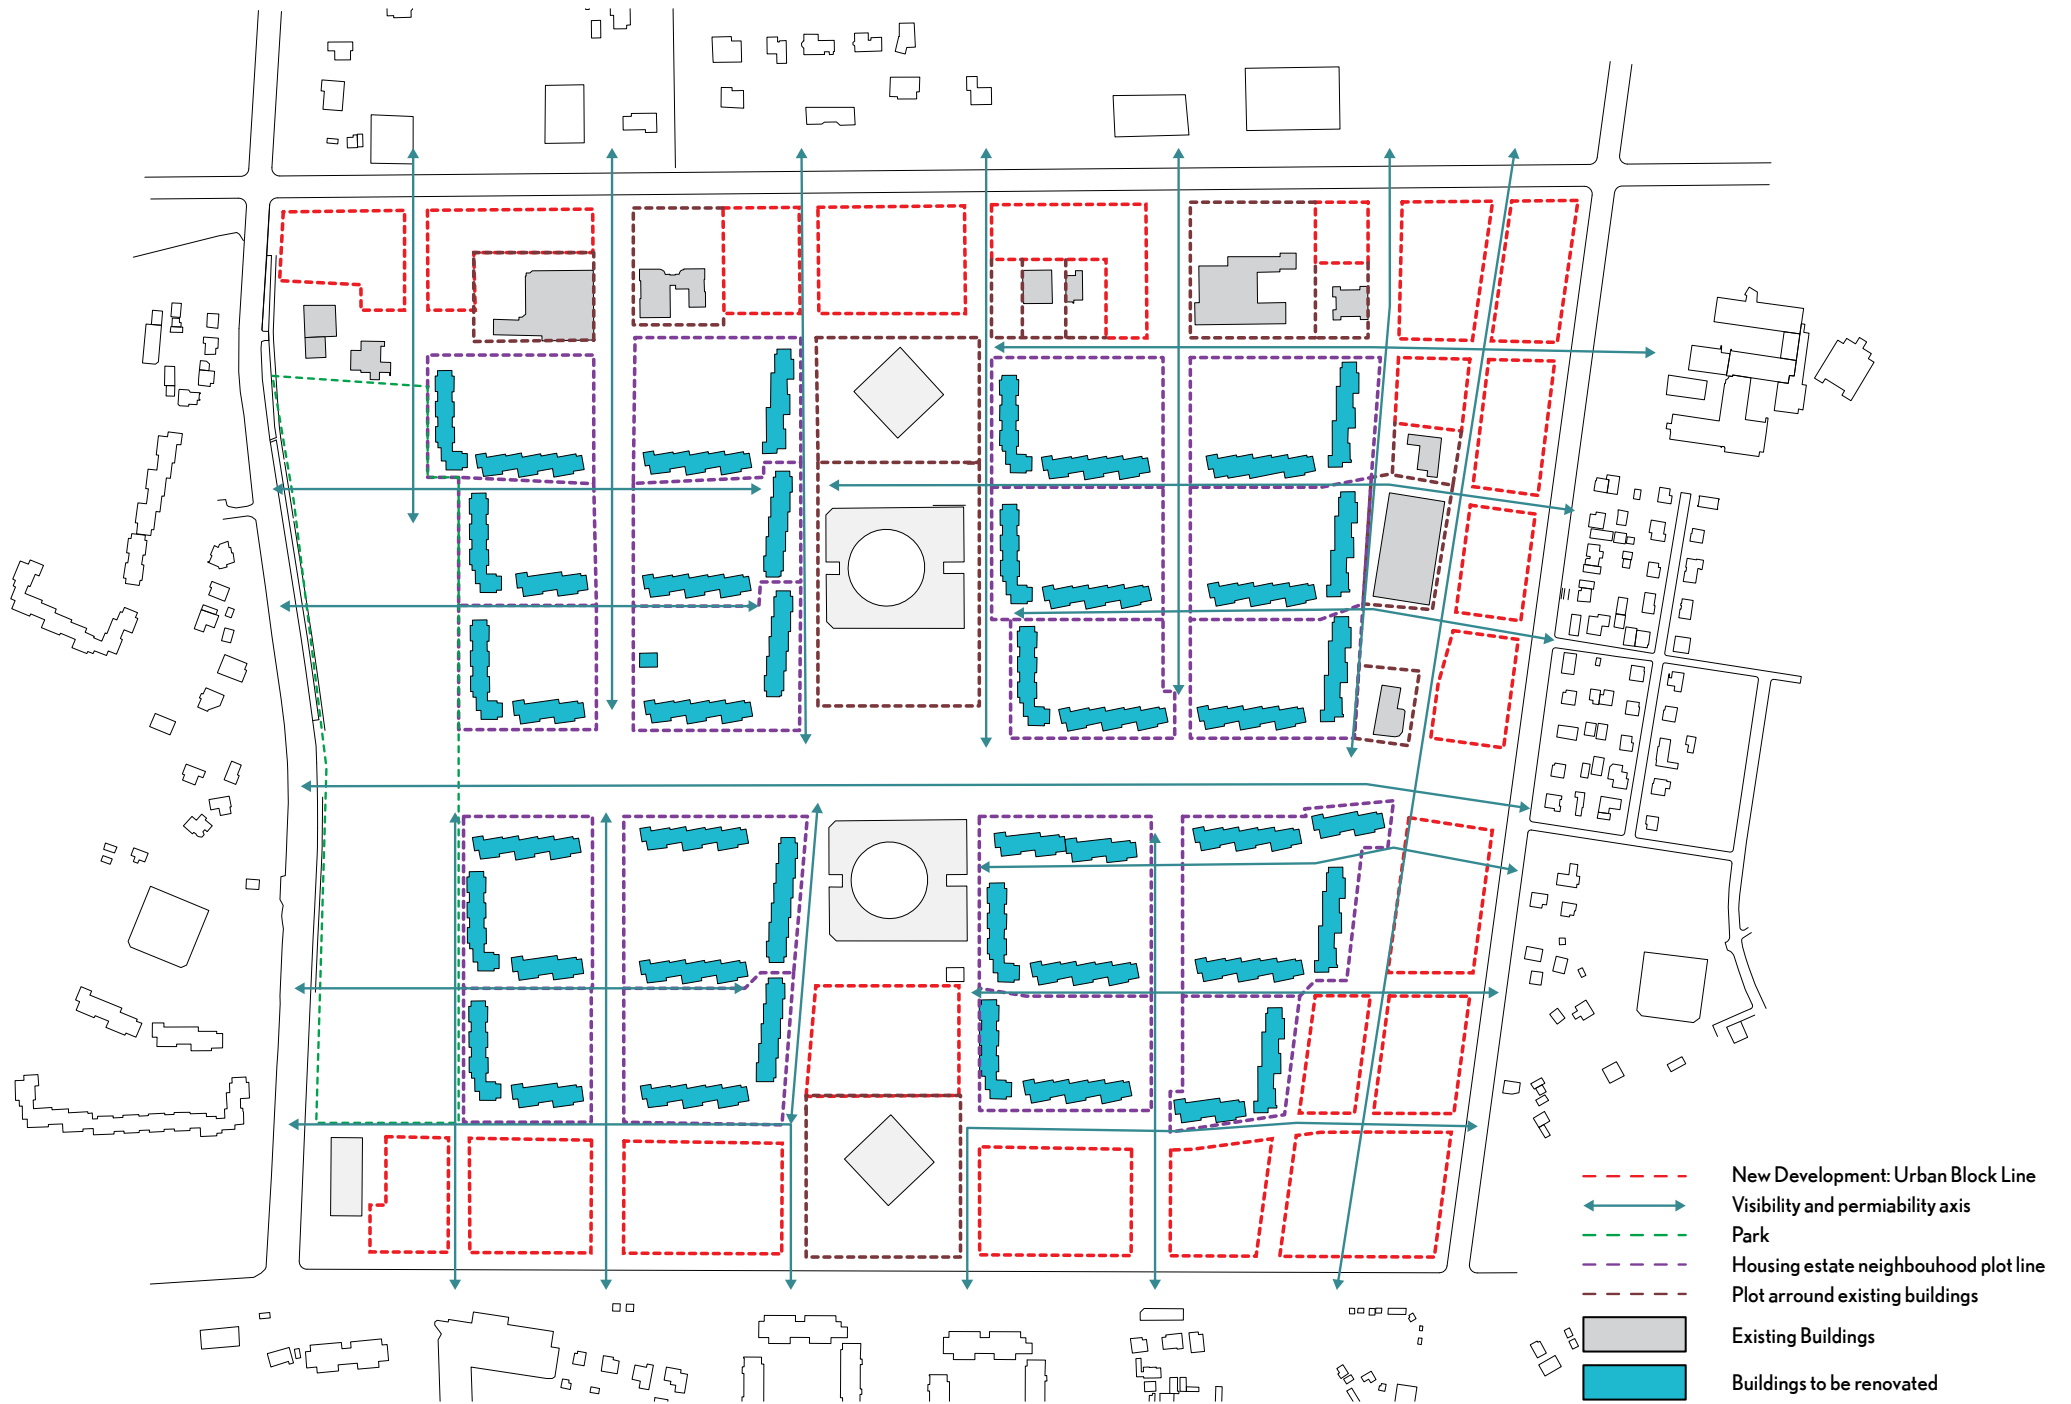 New Development: Urban Block Line
Visibility and permiability axis
Park
Housing estate neighbouhood plot line
Plot arround existing buildings
Existing Buildings
Buildings to be renovated